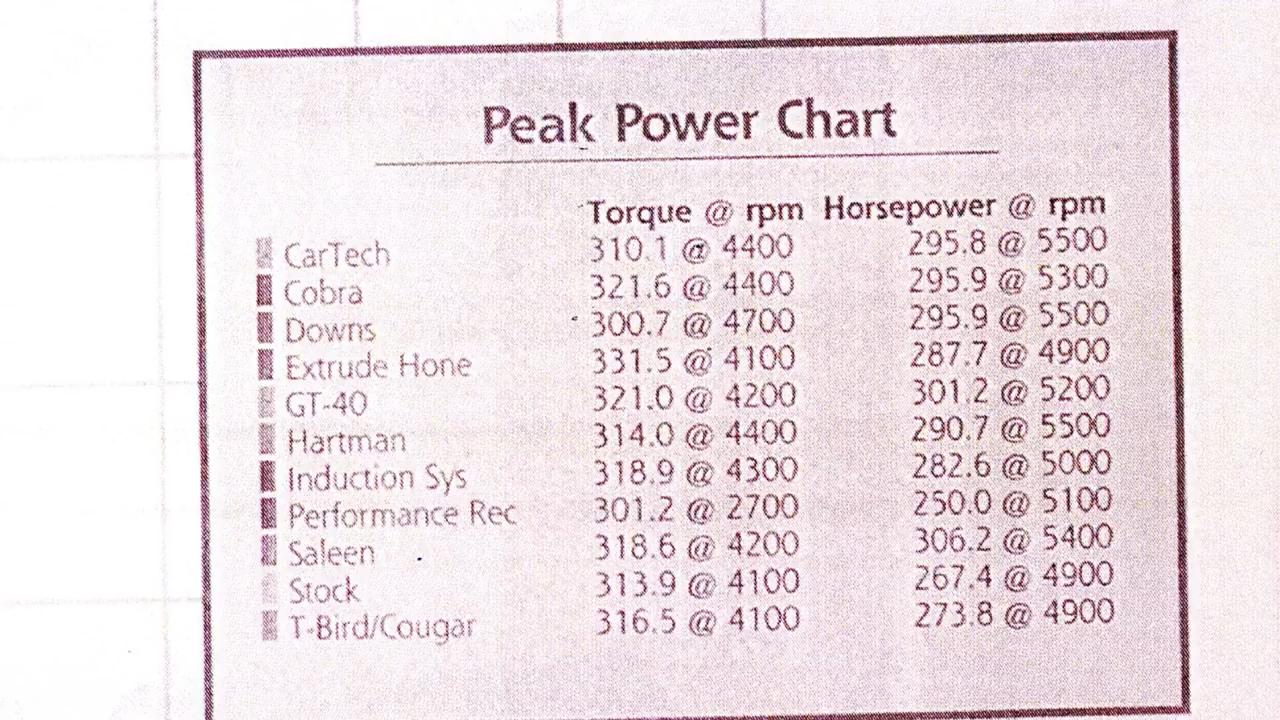 Peak Power Chart
Torque @ rpm Horsepower @ rpm
CarTech 310.1 @ 4400 295.8 @ 5500
Cobra 321.6 @ 4400 295.9 @ 5300
Downs 300.7 @ 4700 295.9 @ 5500
Extrude Hone 331.5 @ 4100 287.7 @ 4900
GT-40 321.0 @ 4200 301.2 @ 5200
Hartman 314.0 @ 4400 290.7 @ 5500
Induction Sys 318.9 @ 4300 282.6 @ 5000
Performance Rec 301.2 @ 2700 250.0 @ 5100
Saleen 318.6 @ 4200 306.2 @ 5400
Stock 313.9 @ 4100 267.4 @ 4900
T-Bird/Cougar 316.5 @ 4100 273.8 @ 4900